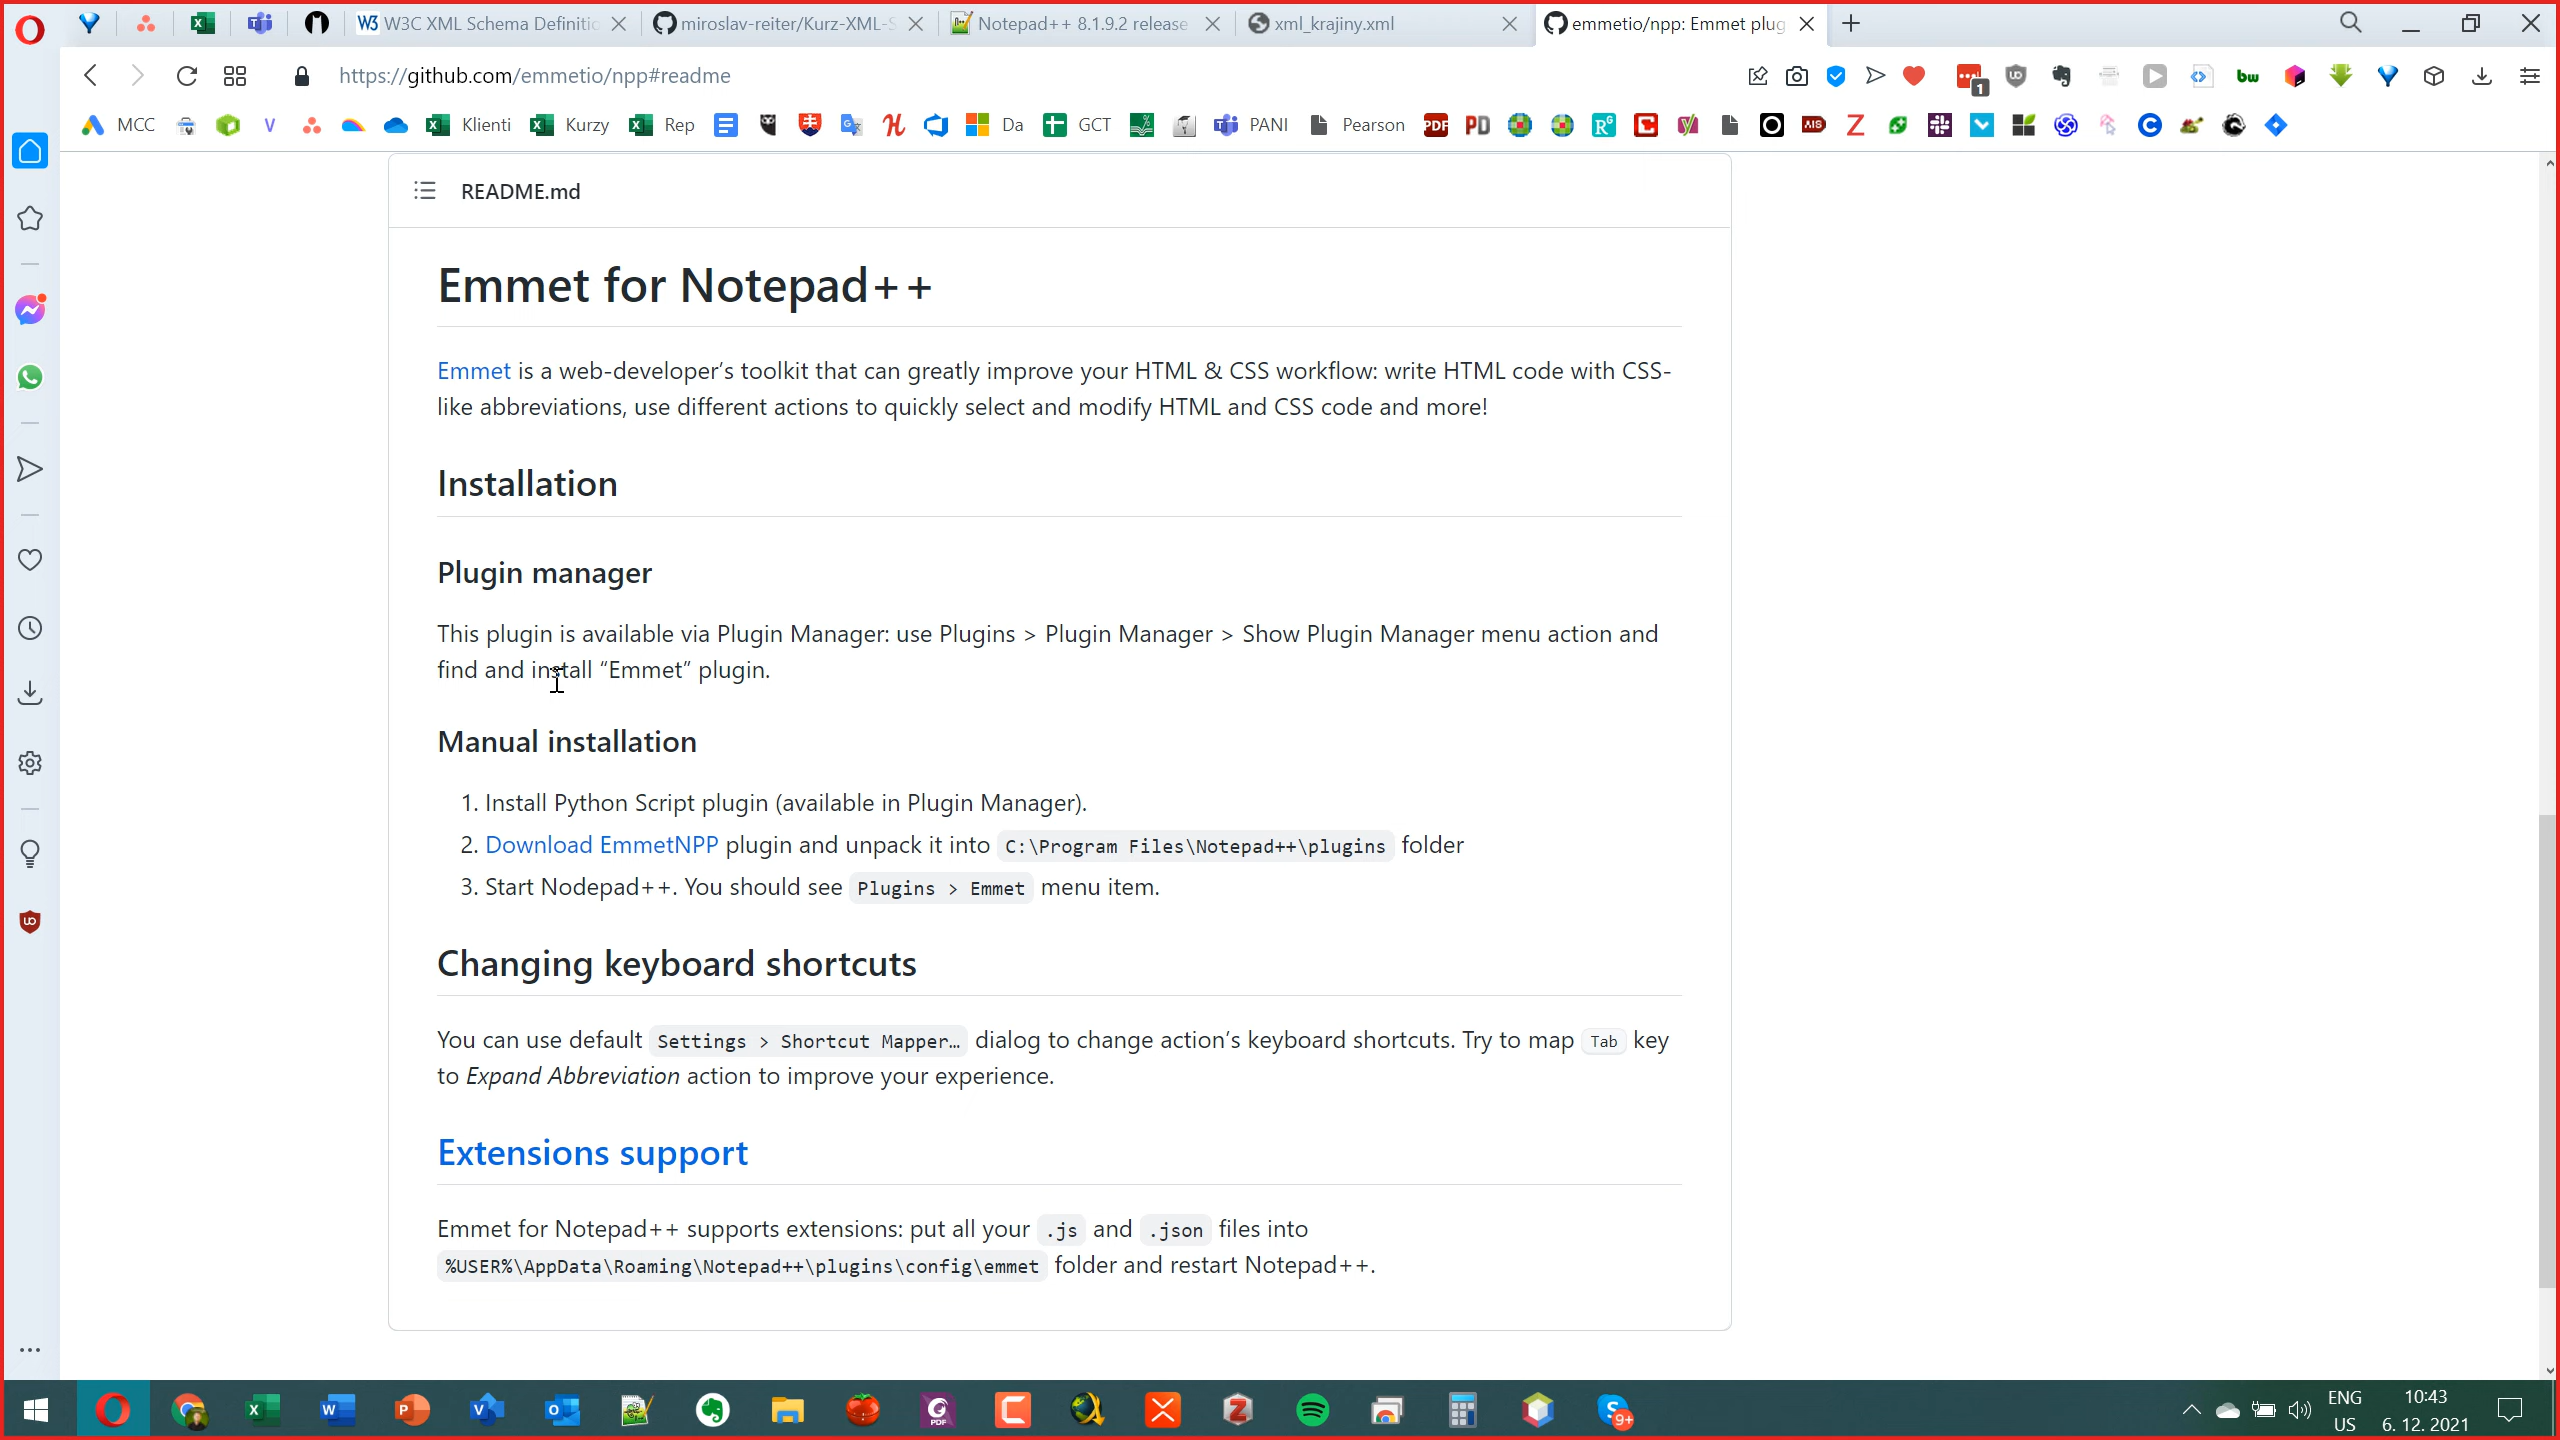 W3C XML Schema Definitio
miroslav-reiter/Kurz-XML-S
Notepad++ 8.1.9.2 release
xml_krajiny.xml
emmetio/npp: Emmet plug
https://github.com/emmetio/npp#readme
1
MCC
V
Klienti
Kurzy
Rep
Da
GCT
PANI
Pearson
PDF
PD
AIS
README.md
Emmet for Notepad++
Emmet is a web-developer’s toolkit that can greatly improve your HTML & CSS workflow: write HTML code with CSS-
like abbreviations, use different actions to quickly select and modify HTML and CSS code and more!
Installation
Plugin manager
This plugin is available via Plugin Manager: use Plugins > Plugin Manager > Show Plugin Manager menu action and
find and install “Emmet” plugin.
Manual installation
1. Install Python Script plugin (available in Plugin Manager).
2. Download EmmetNPP plugin and unpack it into C:\Program Files\Notepad++\plugins folder
3. Start Nodepad++. You should see Plugins > Emmet menu item.
Changing keyboard shortcuts
You can use default Settings > Shortcut Mapper… dialog to change action’s keyboard shortcuts. Try to map Tab key
to Expand Abbreviation action to improve your experience.
Extensions support
Emmet for Notepad++ supports extensions: put all your .js and .json files into
%USER%\AppData\Roaming\Notepad++\plugins\config\emmet folder and restart Notepad++.
ENG
US
10:43
6. 12. 2021
9+